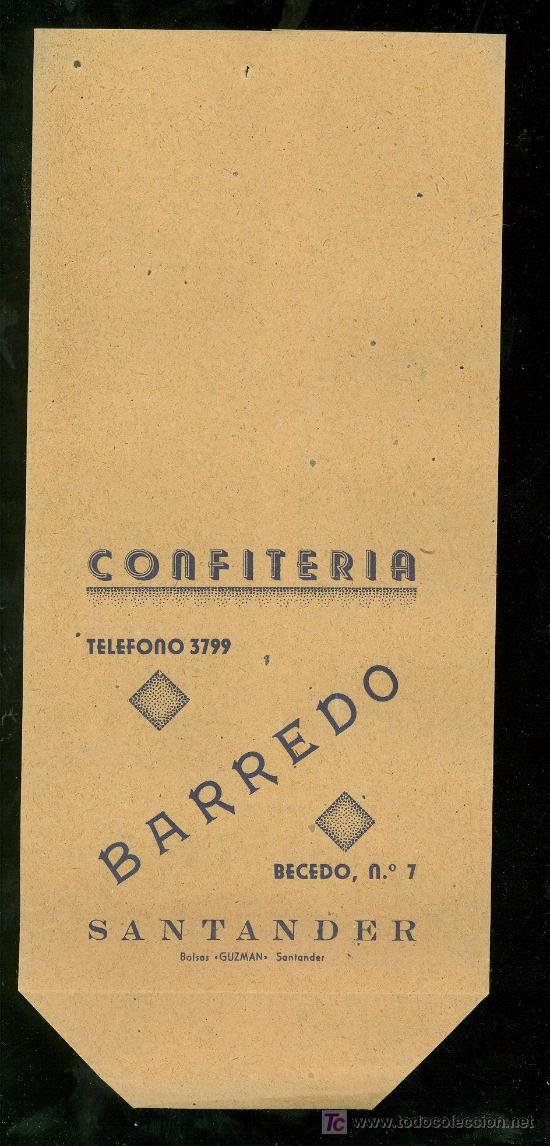 CONFITERIA
TELEFONO 3799
BARREDO
BECEDO, N.º 7
SANTANDER
Bolsas «GUZMAN» Santander
TC www.todocoleccion.net